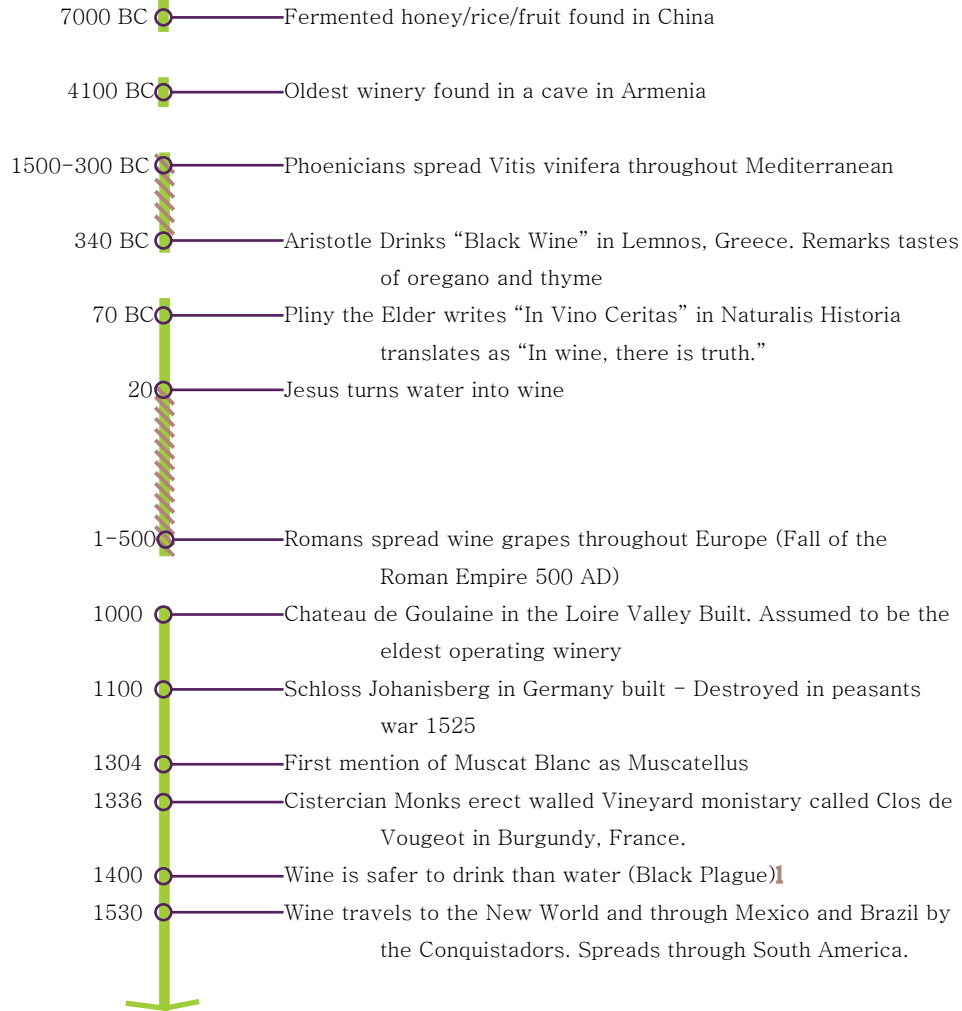 7000 BC Fermented honey/rice/fruit found in China
4100 BC Oldest winery found in a cave in Armenia
1500-300 BC Phoenicians spread Vitis vinifera throughout Mediterranean
340 BC Aristotle Drinks “Black Wine” in Lemnos, Greece. Remarks tastes
of oregano and thyme
70 BC Pliny the Elder writes “In Vino Ceritas” in Naturalis Historia
translates as “In wine, there is truth.”
20 Jesus turns water into wine
1-500 Romans spread wine grapes throughout Europe (Fall of the
Roman Empire 500 AD)
1000 Chateau de Goulaine in the Loire Valley Built. Assumed to be the
eldest operating winery
1100 Schloss Johanisberg in Germany built - Destroyed in peasants
war 1525
1304 First mention of Muscat Blanc as Muscatellus
1336 Cistercian Monks erect walled Vineyard monistary called Clos de
Vougeot in Burgundy, France.
1400 Wine is safer to drink than water (Black Plague)1
1530 Wine travels to the New World and through Mexico and Brazil by
the Conquistadors. Spreads through South America.